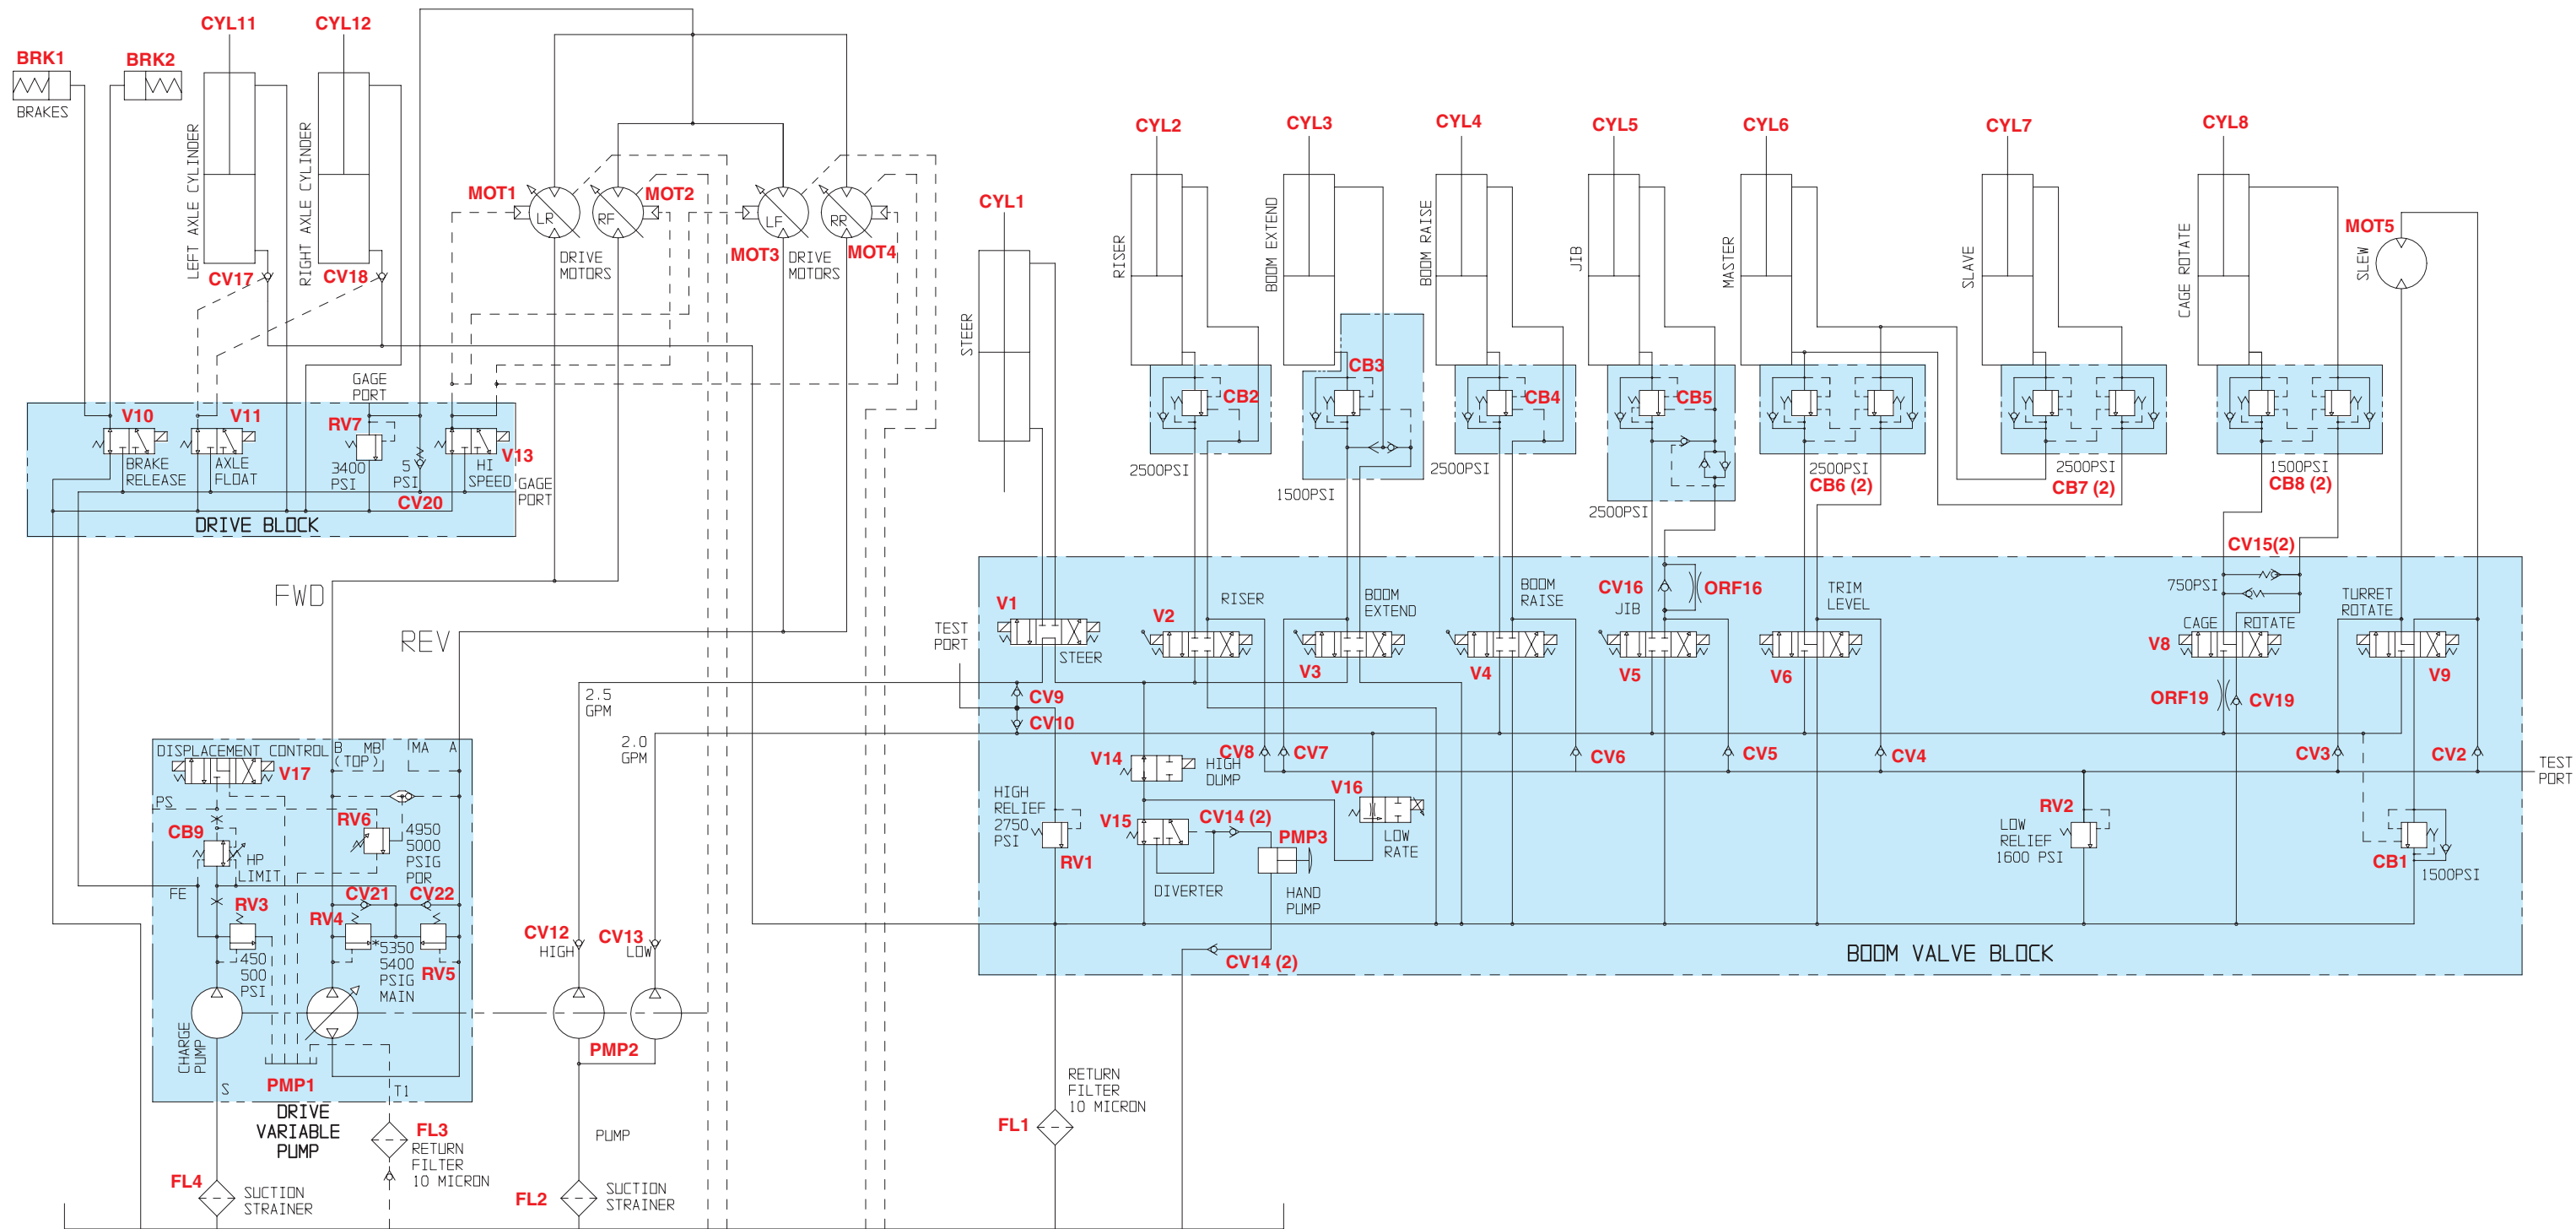 CYL11
CYL12
BRK1
BRK2
BRAKES
LEFT AXLE CYLINDER
RIGHT AXLE CYLINDER
CV17
CV18
MOT1
MOT2
MOT3
MOT4
LR
RF
LF
RR
DRIVE
MOTORS
DRIVE
MOTORS
CYL1
STEER
CYL2
RISER
CYL3
BOOM EXTEND
CYL4
BOOM RAISE
CYL5
JIB
CYL6
MASTER
CYL7
SLAVE
CYL8
CAGE ROTATE
MOT5
SLEW
CB2
2500PSI
CB3
1500PSI
CB4
2500PSI
CB5
2500PSI
2500PSI
CB6 (2)
2500PSI
CB7 (2)
1500PSI
CB8 (2)
GAGE
PORT
V10
V11
RV7
V13
BRAKE
RELEASE
AXLE
FLOAT
3400
PSI
5
PSI
CV20
HI
SPEED
GAGE
PORT
DRIVE BLOCK
FWD
REV
TEST
PORT
V1
STEER
V2
RISER
V3
BOOM
EXTEND
V4
BOOM
RAISE
CV16
ORF16
JIB
V5
TRIM
LEVEL
V6
CV15(2)
750PSI
CAGE
ROTATE
V8
TURRET
ROTATE
V9
ORF19
CV19
2.5
GPM
2.0
GPM
CV9
CV10
V14
HIGH
DUMP
CV8
CV7
CV6
CV5
CV4
CV3
CV2
TEST
PORT
HIGH
RELIEF
2750
PSI
RV1
V15
DIVERTER
CV14 (2)
PMP3
HAND
PUMP
V16
LOW
RATE
RV2
LOW
RELIEF
1600 PSI
CB1
1500PSI
CV14 (2)
BOOM VALVE BLOCK
DISPLACEMENT CONTROL
B
(TOP)
MB
MA
A
V17
PS
CB9
HP
LIMIT
RV6
4950
5000
PSIG
POR
FE
CV21
CV22
RV3
RV4
450
500
PSI
*5350
5400
PSIG
MAIN
RV5
CHARGE
PUMP
PMP1
S
T1
DRIVE
VARIABLE
PUMP
CV12
HIGH
CV13
LOW
PMP2
PUMP
FL4
SUCTION
STRAINER
FL3
RETURN
FILTER
10 MICRON
FL2
SUCTION
STRAINER
RETURN
FILTER
10 MICRON
FL1